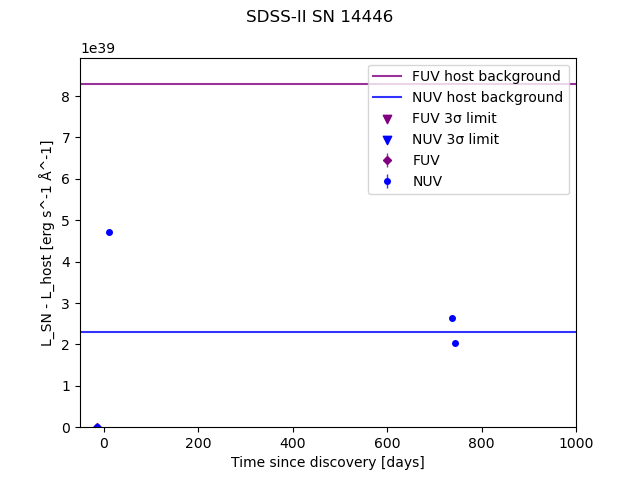 SDSS-II SN 14446
1e39
FUV host background
NUV host background
FUV 3σ limit
NUV 3σ limit
FUV
NUV
L_SN - L_host [erg s^-1 Å^-1]
8
7
6
5
4
3
2
1
0
0 200 400 600 800 1000
Time since discovery [days]